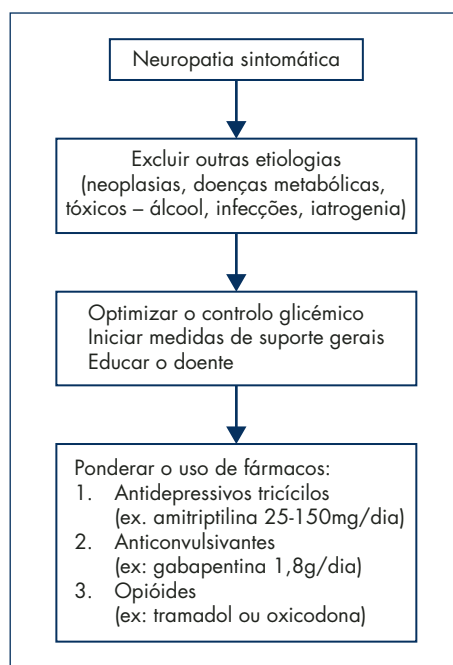 Neuropatia sintomática
Excluir outras etiologias
(neoplasias, doenças metabólicas,
tóxicos – álcool, infecções, iatrogenia)
Optimizar o controlo glicémico
Iniciar medidas de suporte gerais
Educar o doente
Ponderar o uso de fármacos:
1. Antidepressivos tricícilos
(ex. amitriptilina 25-150mg/dia)
2. Anticonvulsivantes
(ex: gabapentina 1,8g/dia)
3. Opióides
(ex: tramadol ou oxicodona)